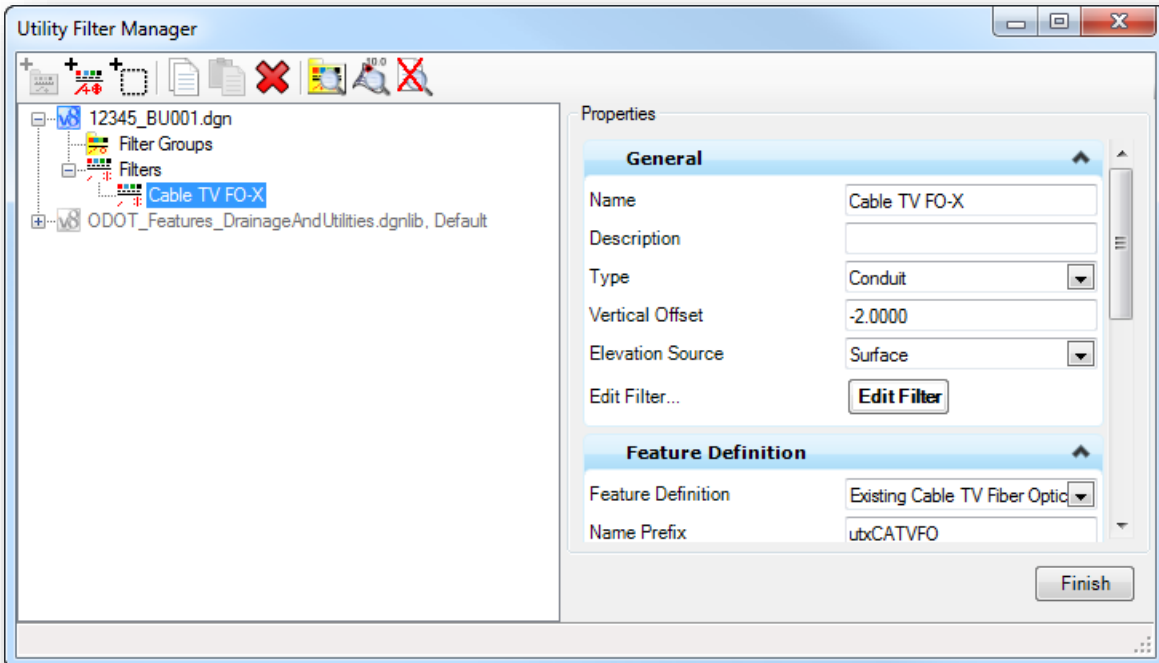 Utility Filter Manager
10.0
12345_BU001.dgn
Filter Groups
Filters
Cable TV FO-X
ODOT_Features_DrainageAndUtilities.dgnlib, Default
Properties
General
Name Cable TV FO-X
Description
Type Conduit
Vertical Offset -2.0000
Elevation Source Surface
Edit Filter... Edit Filter
Feature Definition
Feature Definition Existing Cable TV Fiber Optic
Name Prefix utxCATVFO
Finish